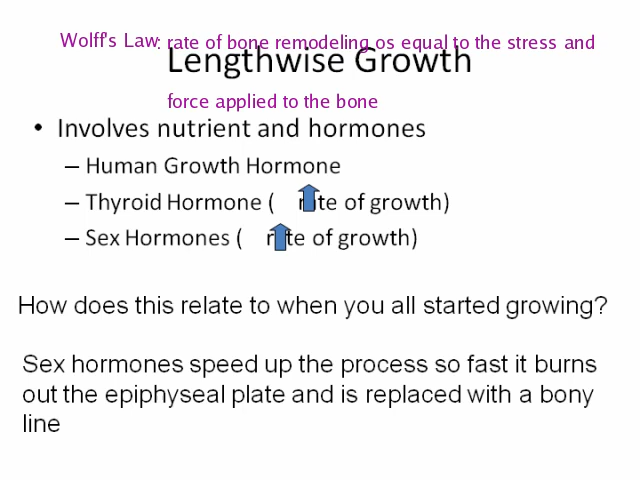 Wolff's Law: rate of bone remodeling os equal to the stress and
Lengthwise Growth
force applied to the bone
• Involves nutrient and hormones
– Human Growth Hormone
– Thyroid Hormone ( rate of growth)
– Sex Hormones ( rate of growth)
How does this relate to when you all started growing?
Sex hormones speed up the process so fast it burns
out the epiphyseal plate and is replaced with a bony
line